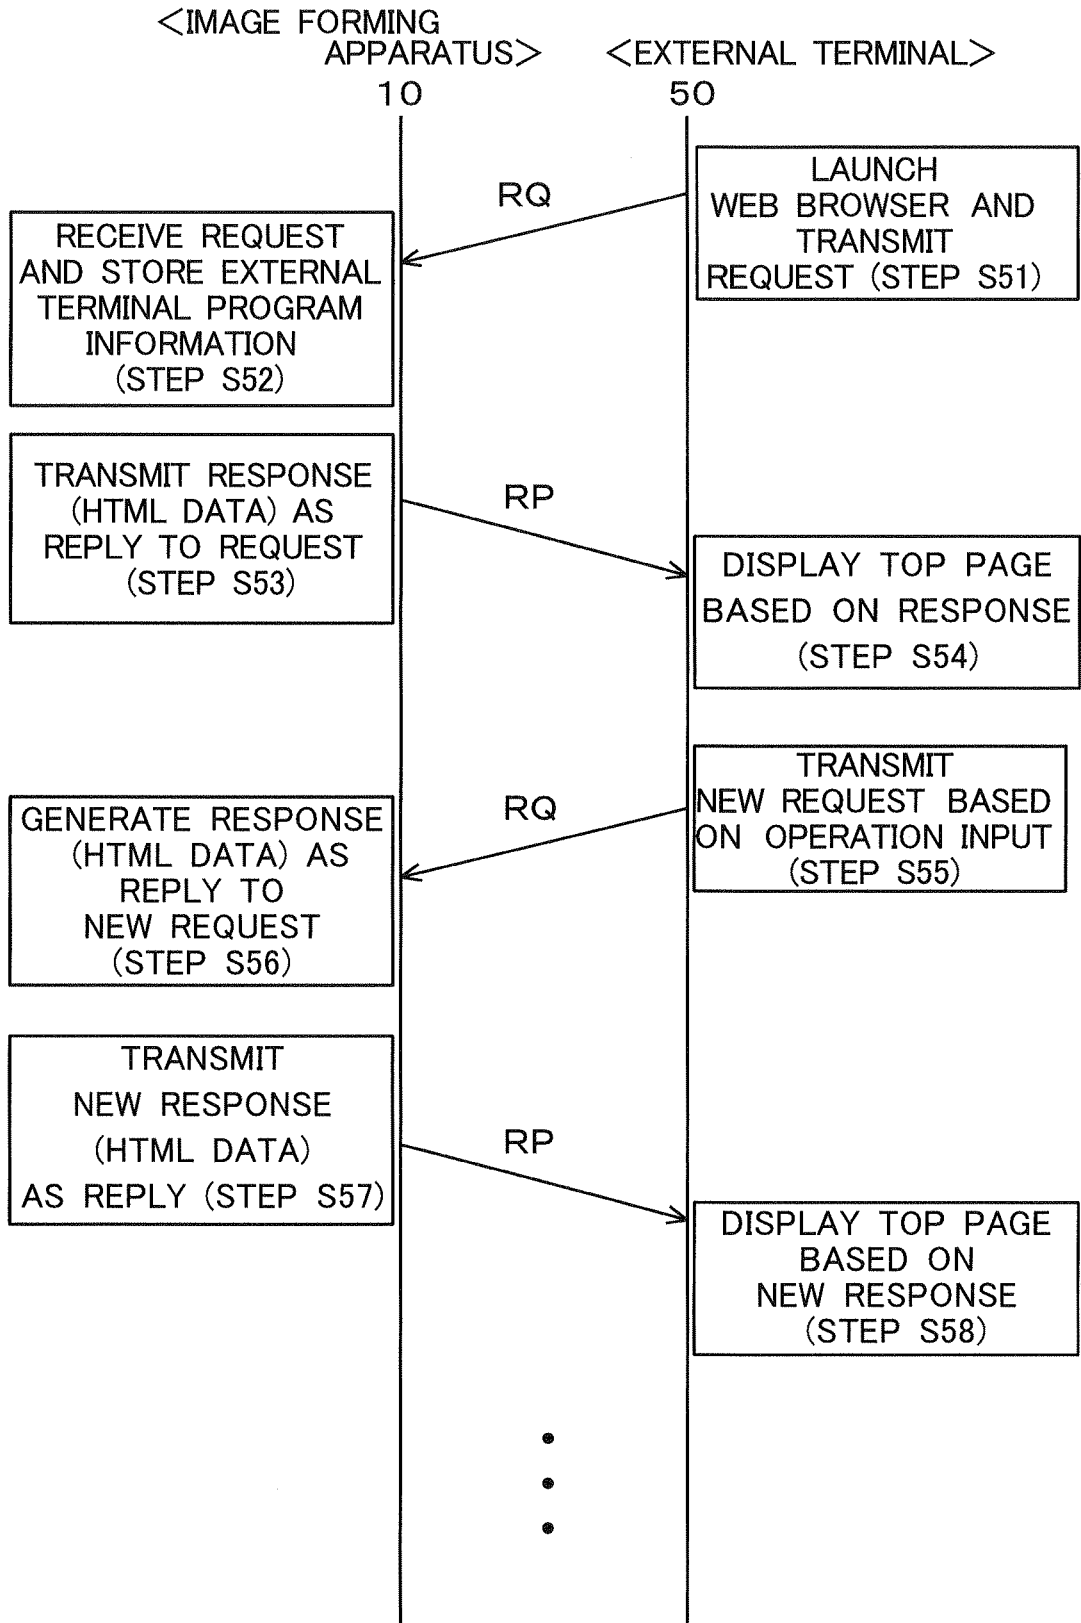 <IMAGE FORMING
APPARATUS>
<EXTERNAL TERMINAL>
10
50
LAUNCH
WEB BROWSER AND
TRANSMIT
REQUEST (STEP S51)
RQ
RECEIVE REQUEST
AND STORE EXTERNAL
TERMINAL PROGRAM
INFORMATION
(STEP S52)
TRANSMIT RESPONSE
(HTML DATA) AS
REPLY TO REQUEST
(STEP S53)
RP
DISPLAY TOP PAGE
BASED ON RESPONSE
(STEP S54)
TRANSMIT
NEW REQUEST BASED
ON OPERATION INPUT
(STEP S55)
RQ
GENERATE RESPONSE
(HTML DATA) AS
REPLY TO
NEW REQUEST
(STEP S56)
TRANSMIT
NEW RESPONSE
(HTML DATA)
AS REPLY (STEP S57)
RP
DISPLAY TOP PAGE
BASED ON
NEW RESPONSE
(STEP S58)